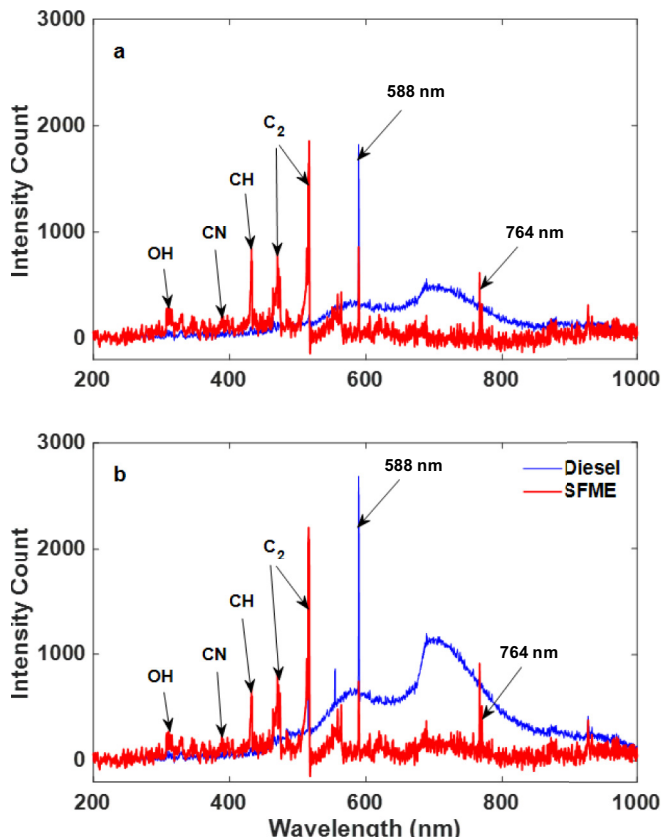 3000
a
588 nm
C2
2000
CH
764 nm
CN
1000
OH
0
200 400 600 800 1000
Intensity Count
3000
b
588 nm
Diesel
SFME
C2
2000
CH
CN
764 nm
OH
1000
0
200 400 600 800 1000
Intensity Count
Wavelength (nm)